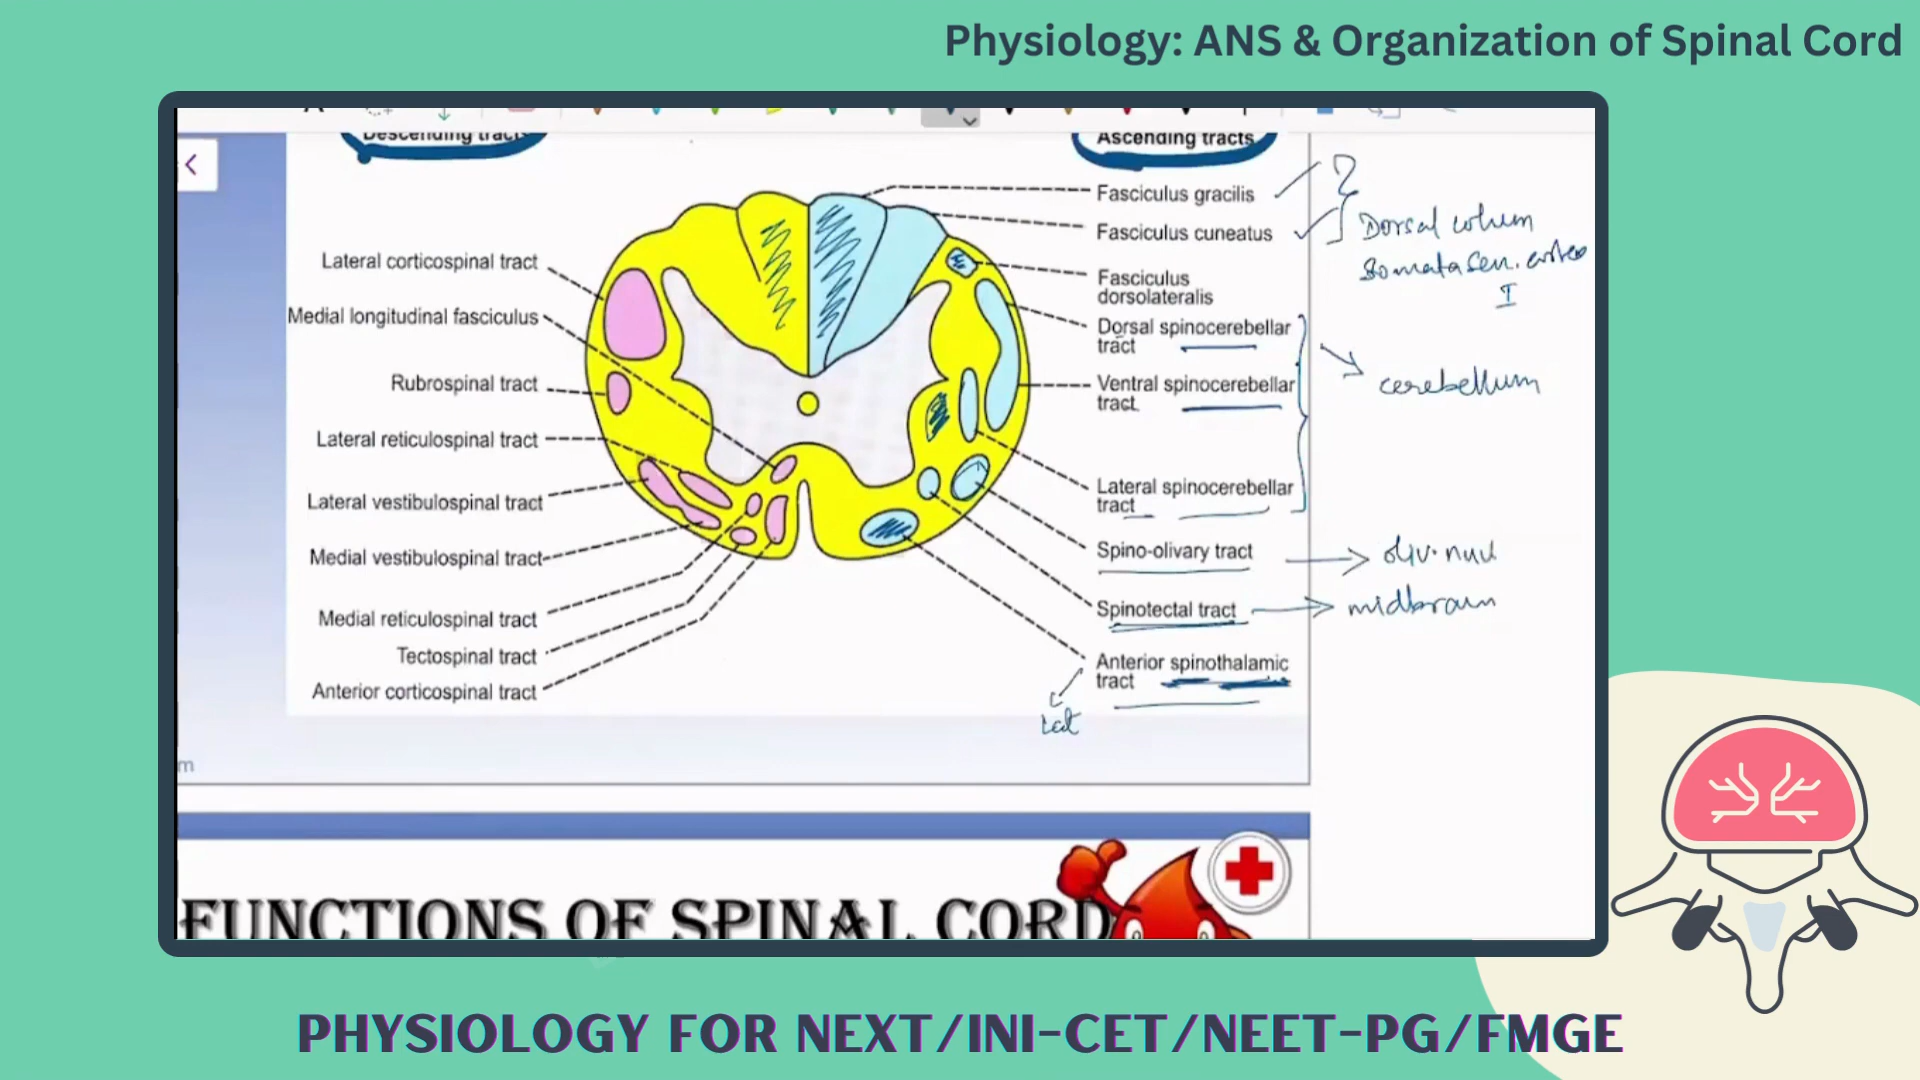 Physiology: ANS & Organization of Spinal Cord
Descending tracts
Ascending tracts
Lateral corticospinal tract
Medial longitudinal fasciculus
Rubrospinal tract
Lateral reticulospinal tract
Lateral vestibulospinal tract
Medial vestibulospinal tract
Medial reticulospinal tract
Tectospinal tract
Anterior corticospinal tract
Fasciculus gracilis
Fasciculus cuneatus
Fasciculus
dorsolateralis
Dorsal spinocerebellar
tract
Ventral spinocerebellar
tract
Lateral spinocerebellar
tract
Spino-olivary tract
Spinotectal tract
Anterior spinothalamic
tract
Dorsal
I
cerebellum
oliv. nucl
midbrain
m
FUNCTIONS OF SPINAL CORD
PHYSIOLOGY FOR NEXT/INI-CET/NEET-PG/FMGE